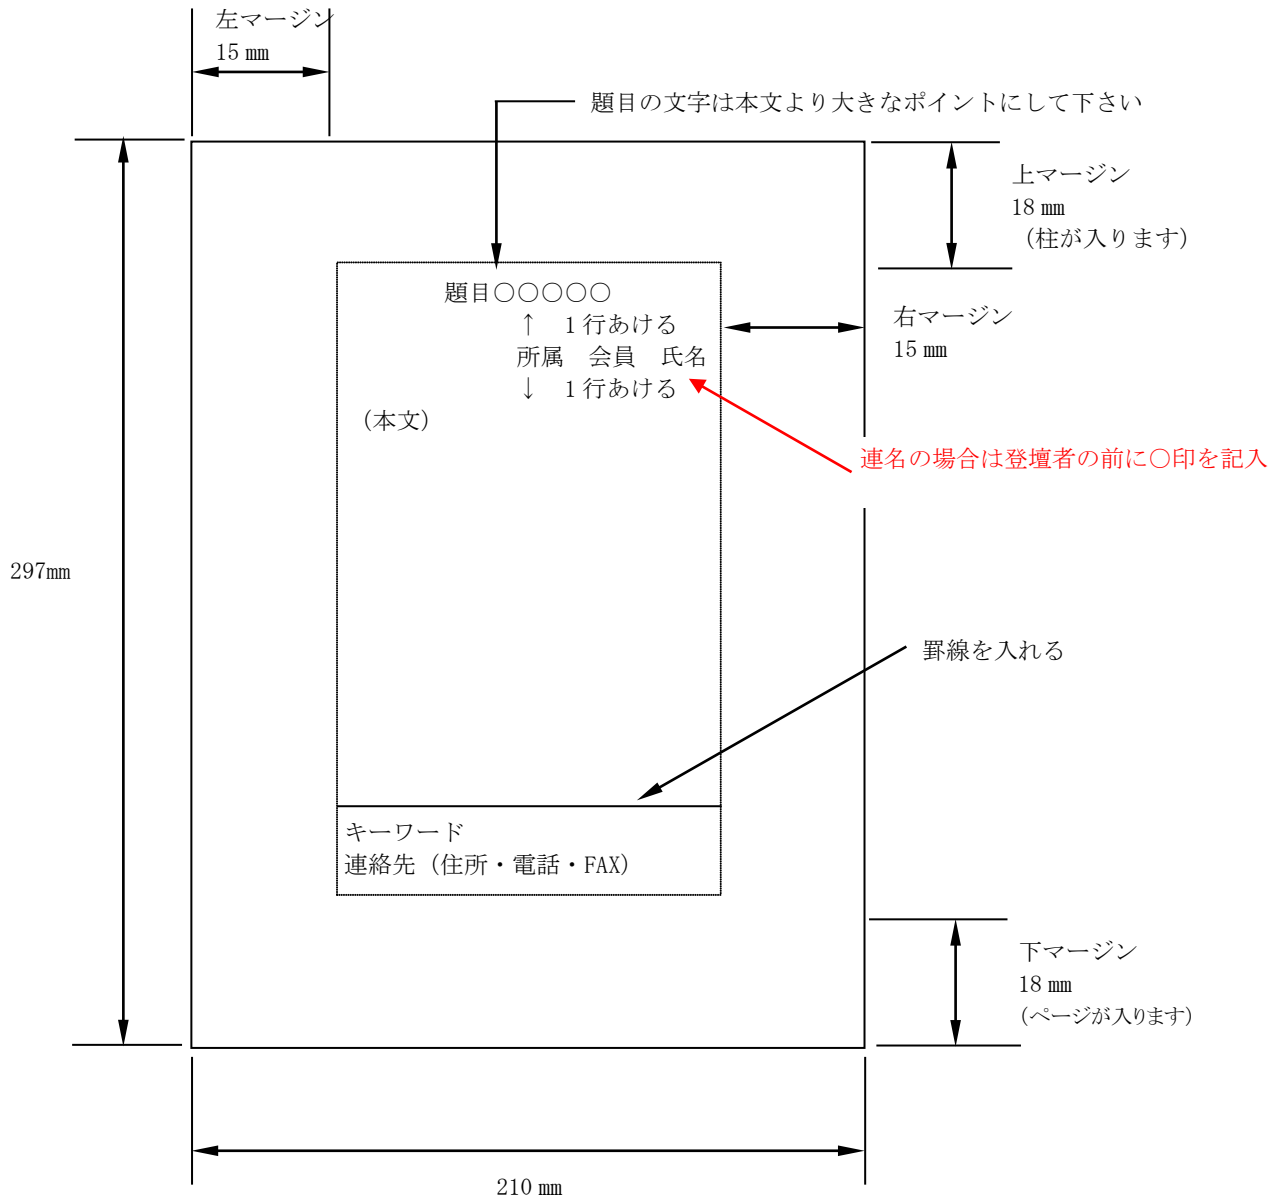 左マージン
15 ㎜
題目の文字は本文より大きなポイントにして下さい
上マージン
18 ㎜
（柱が入ります）
題目○○○○○
↑　１行あける
所属　会員　氏名
↓　１行あける
（本文）
右マージン
15 ㎜
連名の場合は登壇者の前に○印を記入
297mm
罫線を入れる
キーワード
連絡先（住所・電話・FAX）
下マージン
18 ㎜
（ページが入ります）
210 ㎜